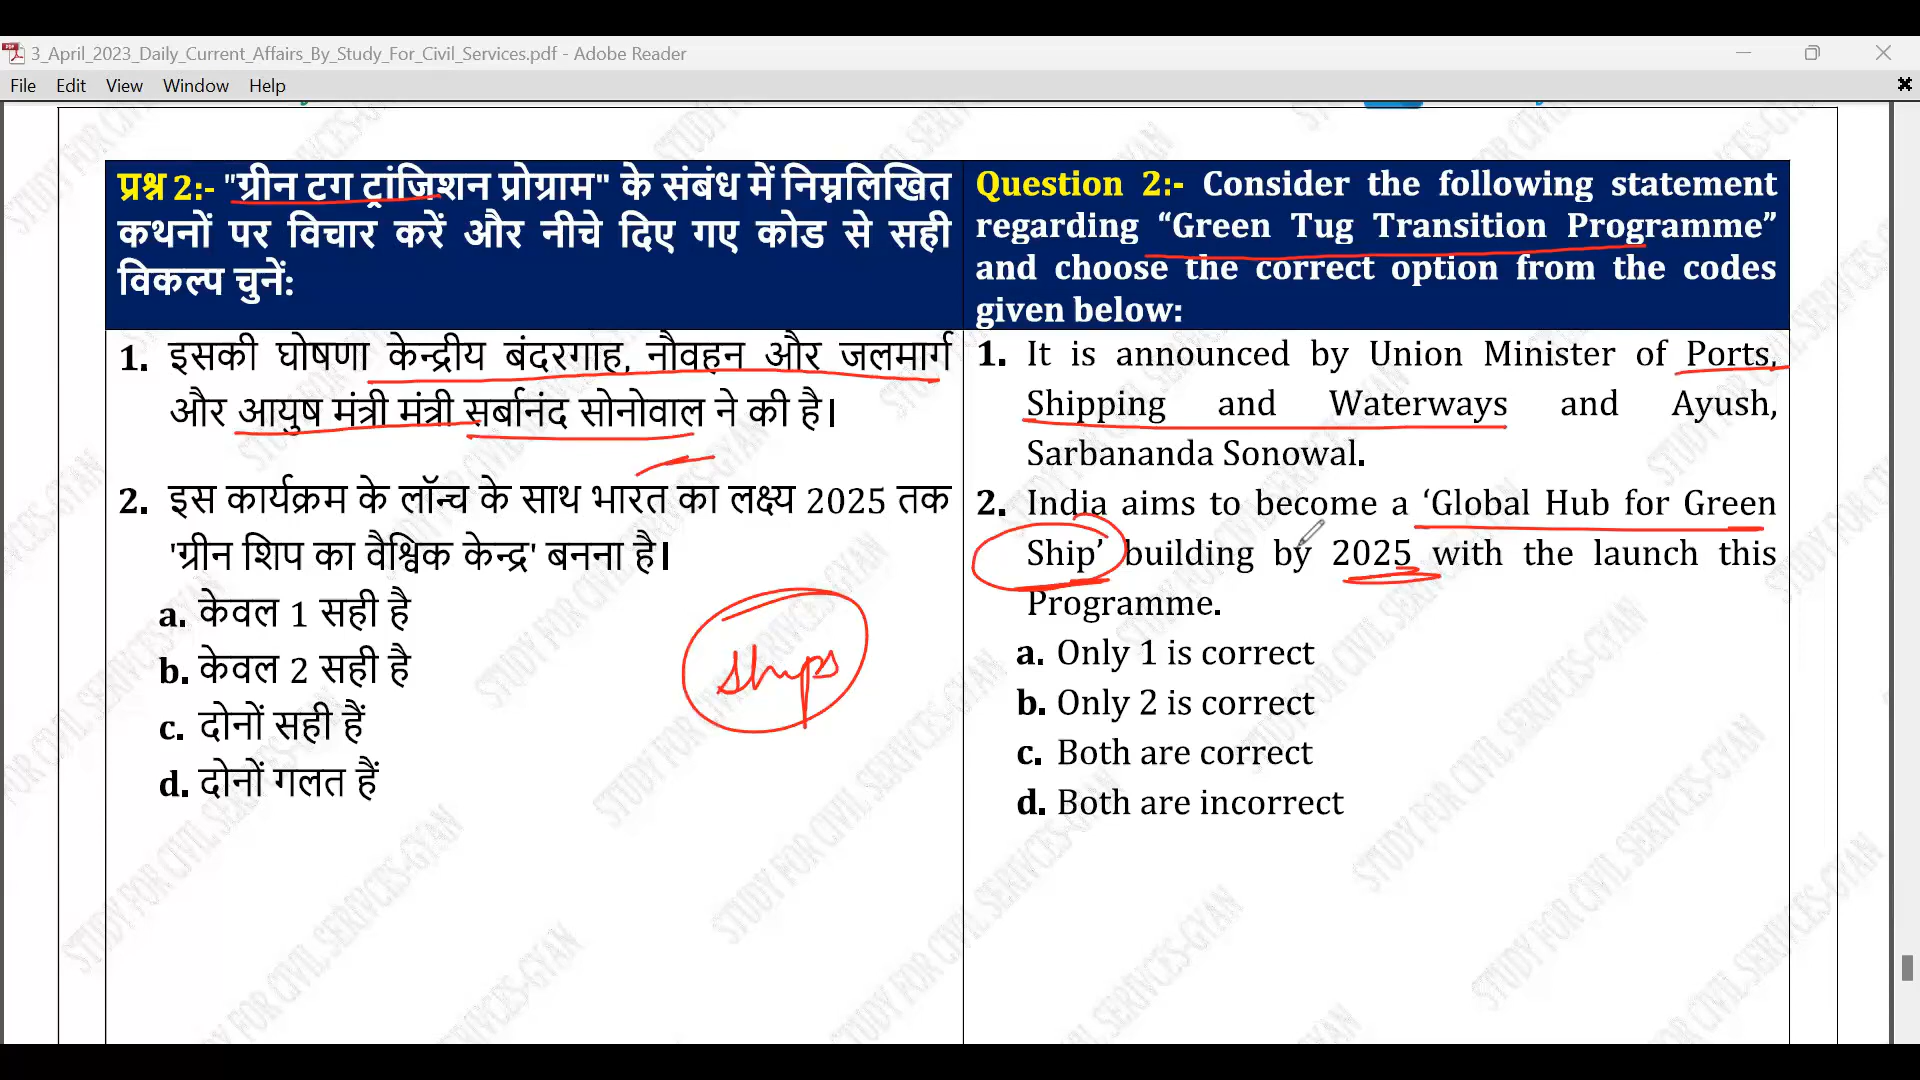 3_April_2023_Daily_Current_Affairs_By_Study_For_Civil_Services.pdf - Adobe Reader
File Edit View Window Help
प्रश्न 2:- "ग्रीन टग ट्रांजिशन प्रोग्राम" के संबंध में निम्नलिखित
कथनों पर विचार करें और नीचे दिए गए कोड से सही
विकल्प चुनें:
1. इसकी घोषणा केन्द्रीय बंदरगाह, नौवहन और जलमार्ग
और आयुष मंत्री मंत्री सर्बानंद सोनोवाल ने की है।
2. इस कार्यक्रम के लॉन्च के साथ भारत का लक्ष्य 2025 तक
'ग्रीन शिप का वैश्विक केन्द्र' बनना है।
a. केवल 1 सही है
b. केवल 2 सही है
c. दोनों सही हैं
d. दोनों गलत हैं
ships
Question 2:- Consider the following statement
regarding “Green Tug Transition Programme”
and choose the correct option from the codes
given below:
1. It is announced by Union Minister of Ports,
Shipping and Waterways and Ayush,
Sarbananda Sonowal.
2. India aims to become a ‘Global Hub for Green
Ship’ building by 2025 with the launch this
Programme.
a. Only 1 is correct
b. Only 2 is correct
c. Both are correct
d. Both are incorrect
STUDY FOR CIVIL SERIVCES-GYAN